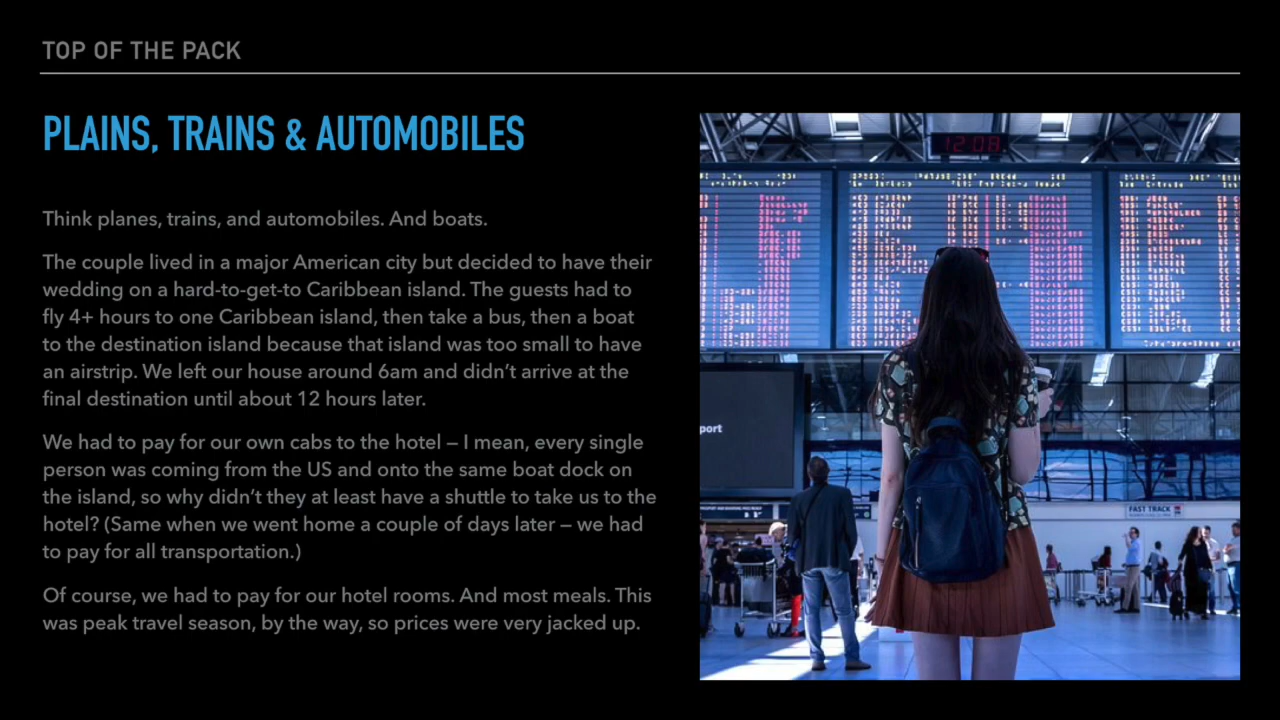 TOP OF THE PACK
PLAINS, TRAINS & AUTOMOBILES
Think planes, trains, and automobiles. And boats.
The couple lived in a major American city but decided to have their
wedding on a hard-to-get-to Caribbean island. The guests had to
fly 4+ hours to one Caribbean island, then take a bus, then a boat
to the destination island because that island was too small to have
an airstrip. We left our house around 6am and didn’t arrive at the
final destination until about 12 hours later.
We had to pay for our own cabs to the hotel – I mean, every single
person was coming from the US and onto the same boat dock on
the island, so why didn’t they at least have a shuttle to take us to the
hotel? (Same when we went home a couple of days later – we had
to pay for all transportation.)
Of course, we had to pay for our hotel rooms. And most meals. This
was peak travel season, by the way, so prices were very jacked up.
12:08
port
FAST TRACK